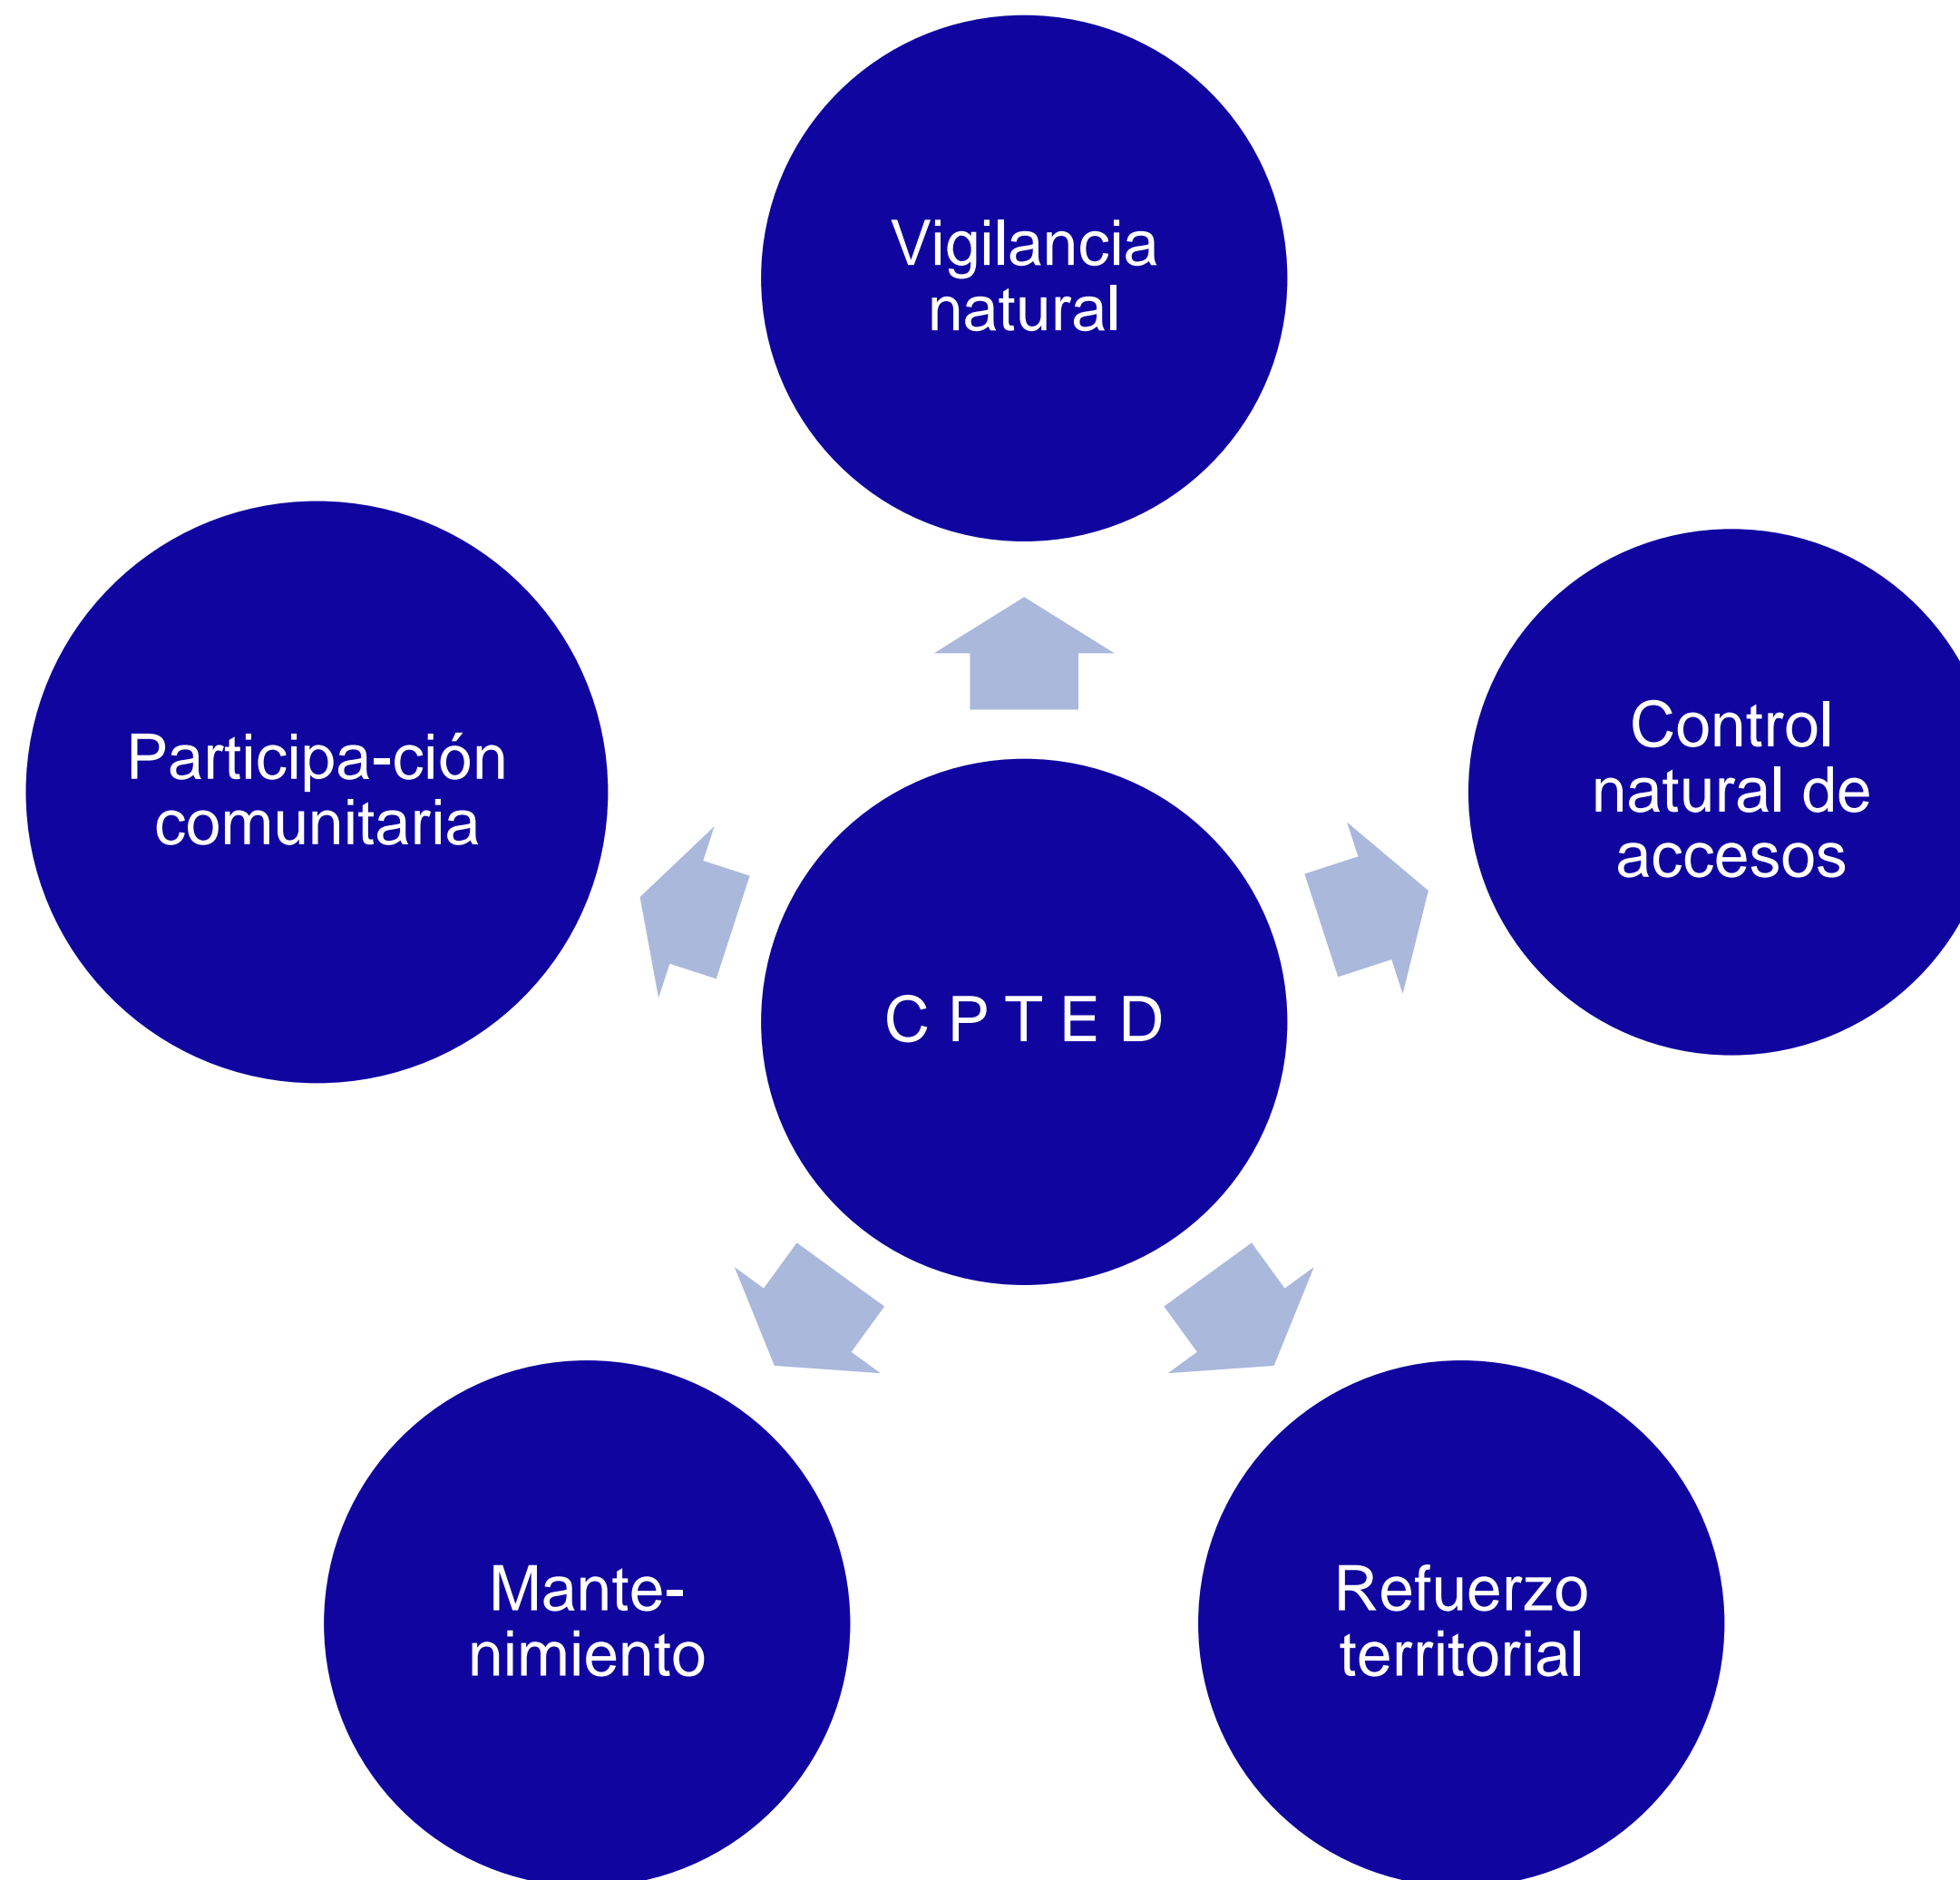 Vigilancia
natural
Control
natural de
accesos
Participa-ción
comunitaria
C P T E D
Mante-
nimiento
Refuerzo
territorial